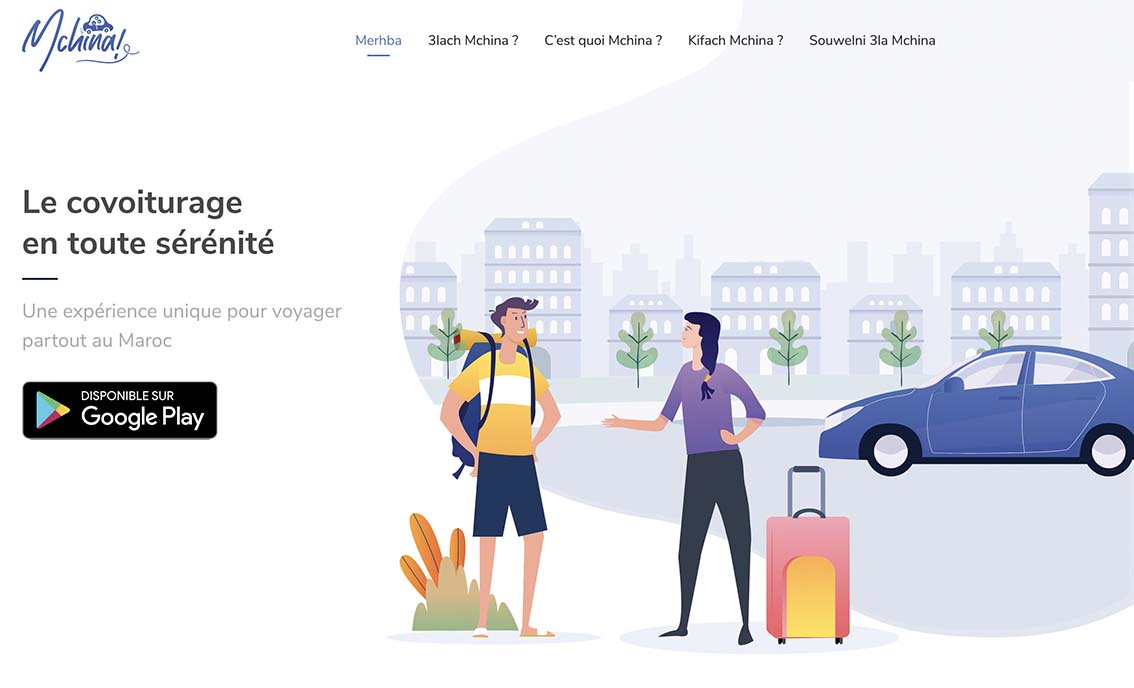 Mchina!
Merhba
3lach Mchina ?
C'est quoi Mchina ?
Kifach Mchina ?
Souwelni 3la Mchina
Le covoiturage
en toute sérénité
Une expérience unique pour voyager
partout au Maroc
DISPONIBLE SUR
Google Play